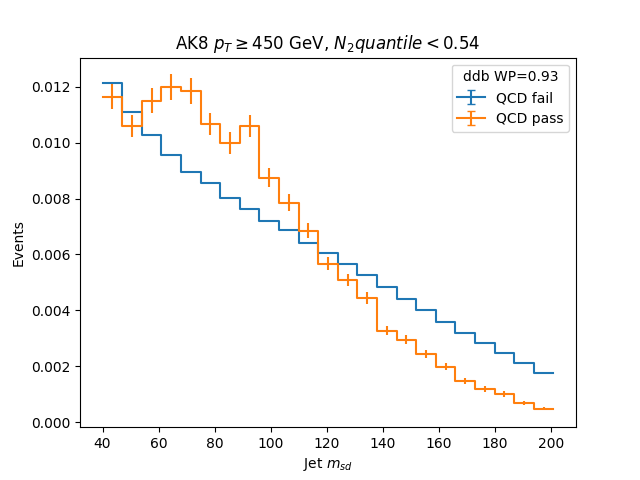 AK8 $p_T \geq 450$ GeV, $N_2quantile < 0.54$
ddb WP=0.93
QCD fail
QCD pass
Events
0.012
0.010
0.008
0.006
0.004
0.002
0.000
40 60 80 100 120 140 160 180 200
Jet $m_{sd}$